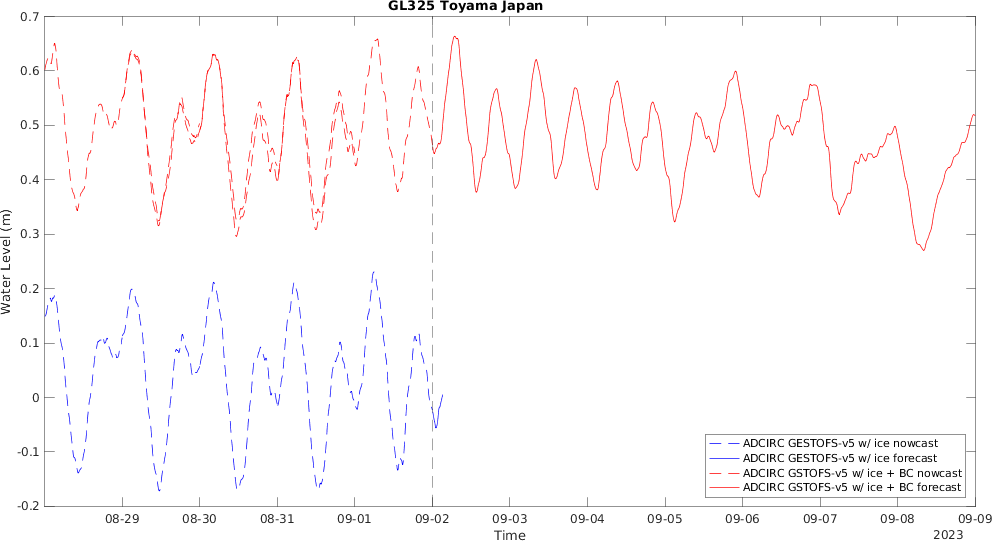 GL325 Toyama Japan
0.7
0.6
0.5
0.4
0.3
0.2
0.1
0
-0.1
-0.2
Water Level (m)
ADCIRC GESTOFS-v5 w/ ice nowcast
ADCIRC GESTOFS-v5 w/ ice forecast
ADCIRC GSTOFS-v5 w/ ice + BC nowcast
ADCIRC GSTOFS-v5 w/ ice + BC forecast
08-29 08-30 08-31 09-01 09-02 09-03 09-04 09-05 09-06 09-07 09-08 09-09
Time
2023